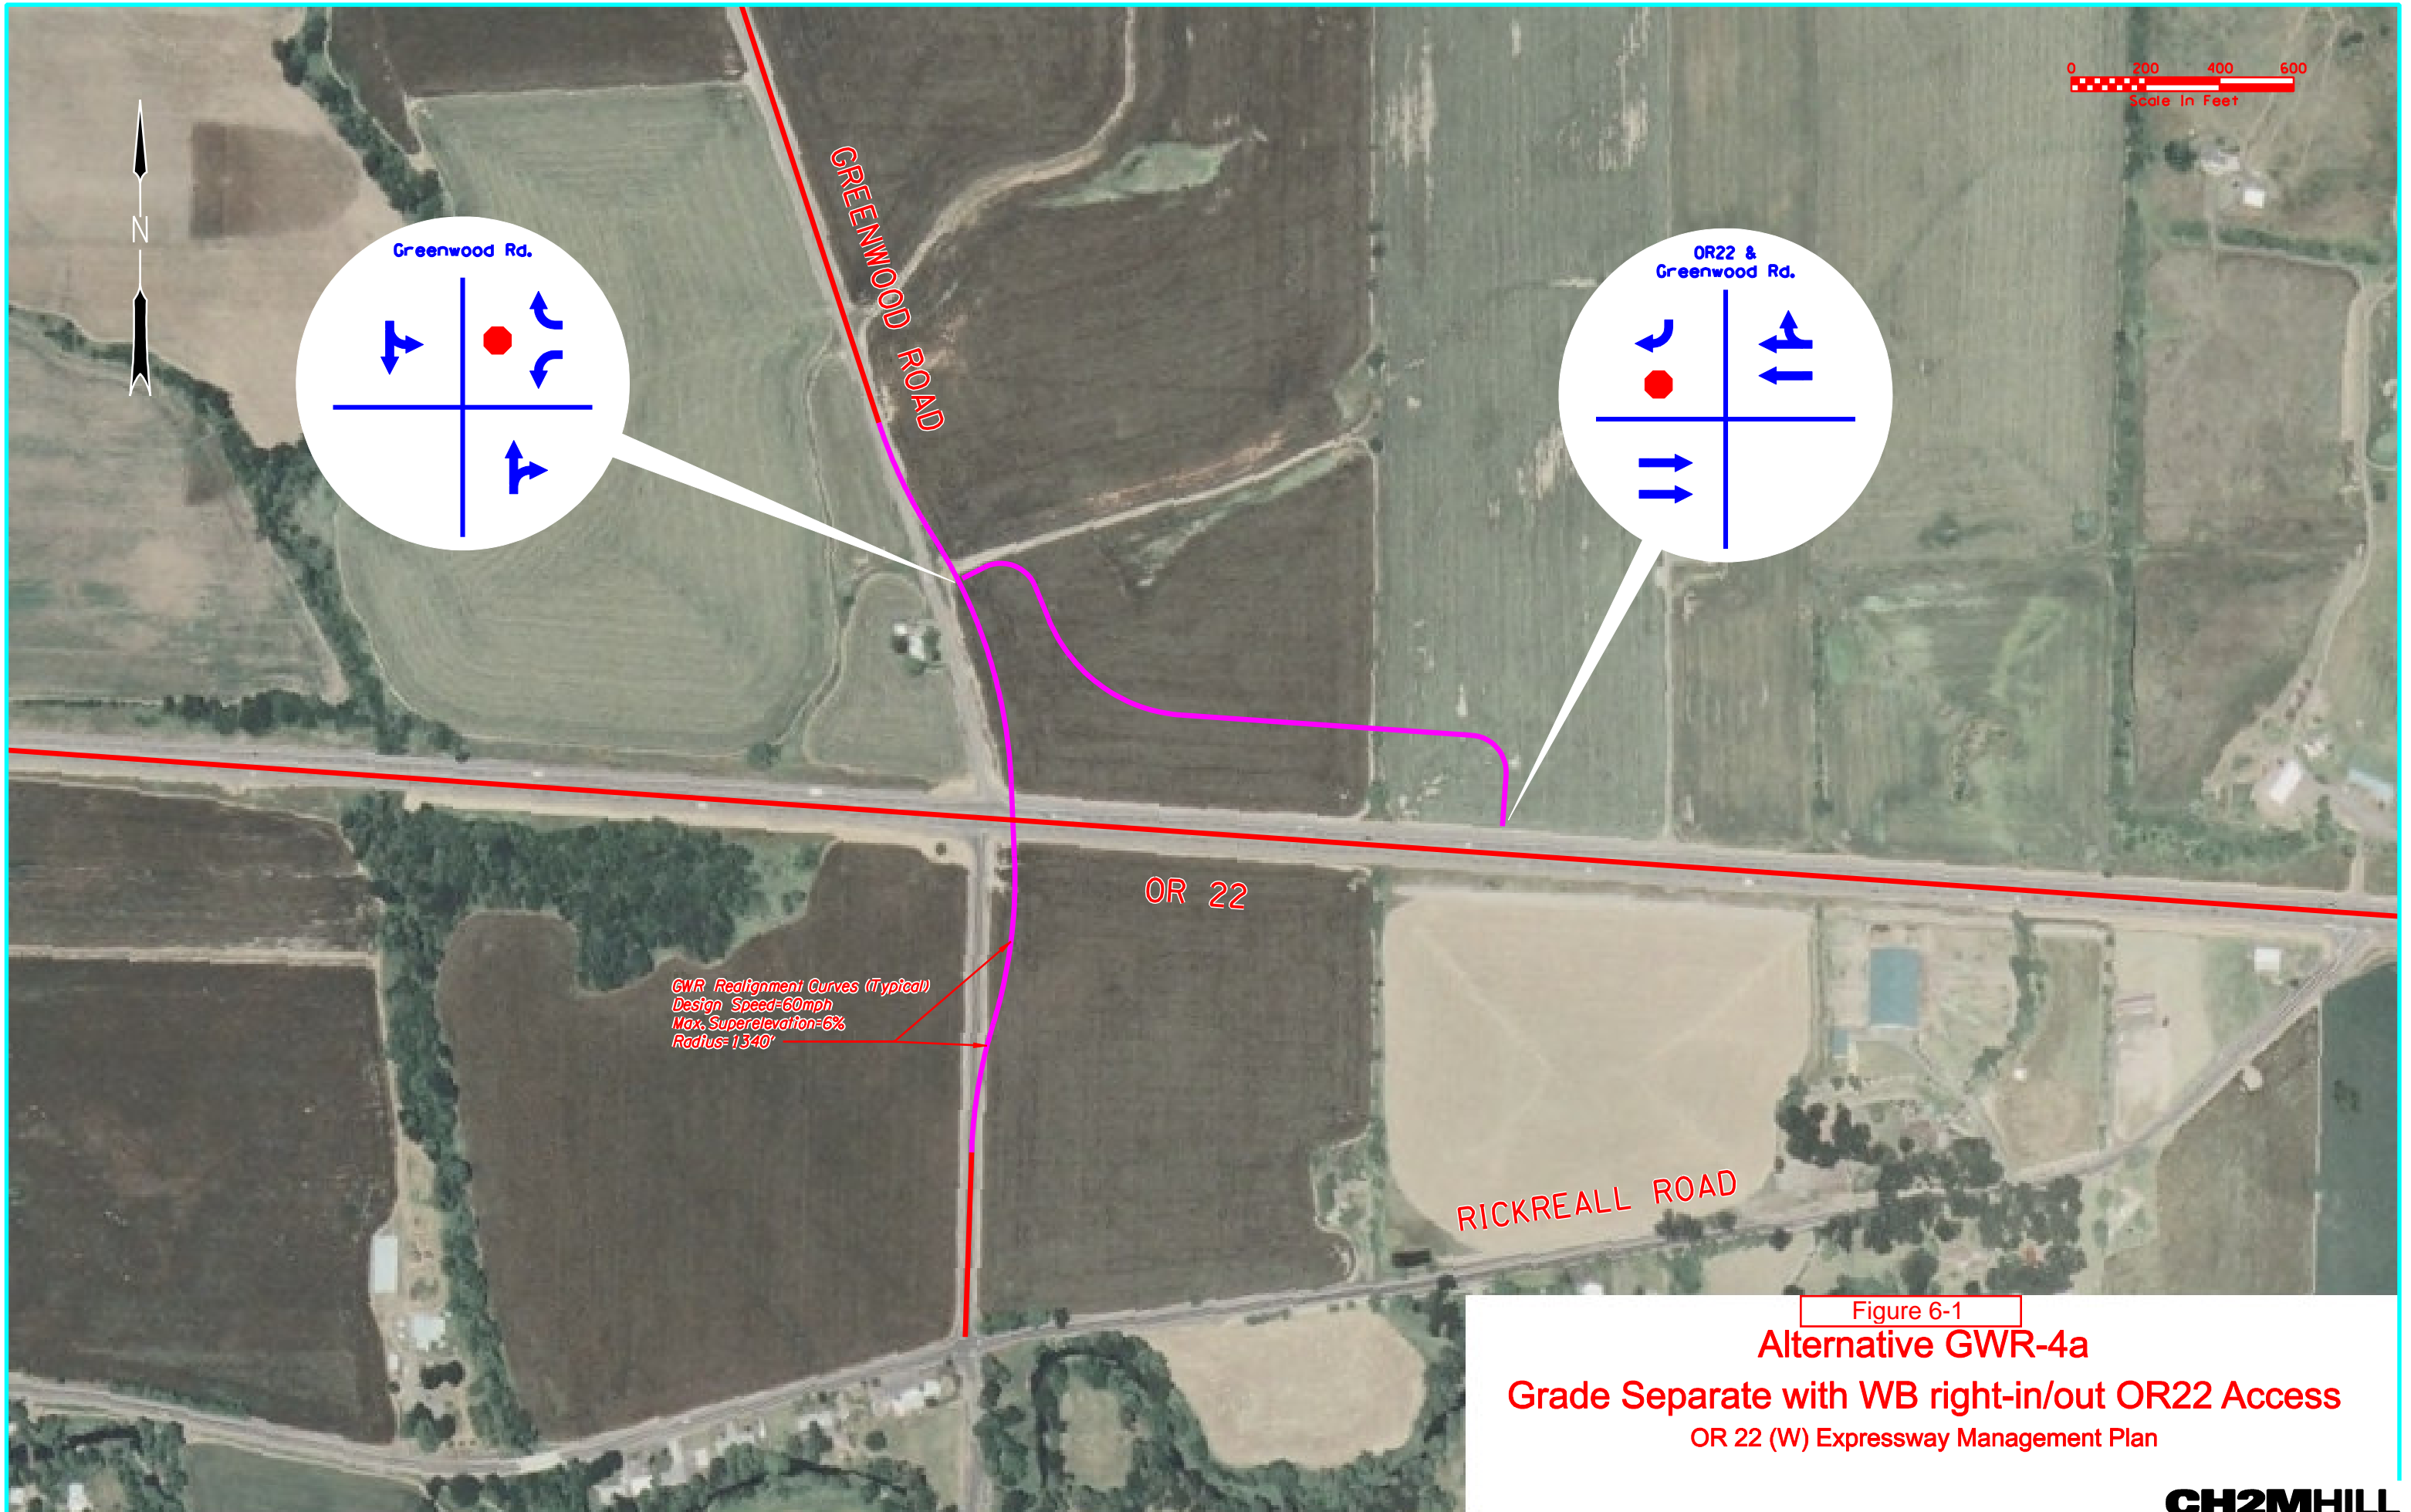 0 200 400 600
Scale In Feet
N
GREENWOOD ROAD
Greenwood Rd.
OR22 &
Greenwood Rd.
OR 22
GWR Realignment Curves (Typical)
Design Speed=60mph
Max. Superelevation=6%
Radius=1340'
RICKREALL ROAD
Figure 6-1
Alternative GWR-4a
Grade Separate with WB right-in/out OR22 Access
OR 22 (W) Expressway Management Plan
CH2MHILL